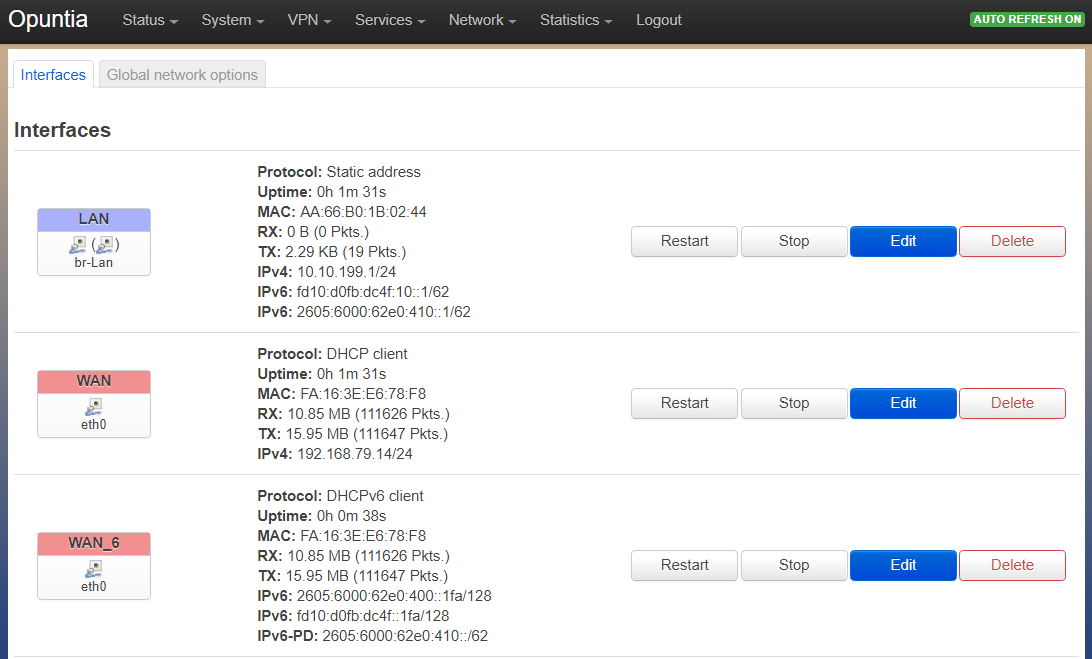 Opuntia Status System VPN Services Network Statistics Logout AUTO REFRESH ON
Interfaces Global network options
Interfaces
LAN
( )
br-Lan
Protocol: Static address
Uptime: 0h 1m 31s
MAC: AA:66:B0:1B:02:44
RX: 0 B (0 Pkts.)
TX: 2.29 KB (19 Pkts.)
IPv4: 10.10.199.1/24
IPv6: fd10:d0fb:dc4f:10::1/62
IPv6: 2605:6000:62e0:410::1/62
Restart Stop Edit Delete
WAN
eth0
Protocol: DHCP client
Uptime: 0h 1m 31s
MAC: FA:16:3E:E6:78:F8
RX: 10.85 MB (111626 Pkts.)
TX: 15.95 MB (111647 Pkts.)
IPv4: 192.168.79.14/24
Restart Stop Edit Delete
WAN_6
eth0
Protocol: DHCPv6 client
Uptime: 0h 0m 38s
MAC: FA:16:3E:E6:78:F8
RX: 10.85 MB (111626 Pkts.)
TX: 15.95 MB (111647 Pkts.)
IPv6: 2605:6000:62e0:400::1fa/128
IPv6: fd10:d0fb:dc4f::1fa/128
IPv6-PD: 2605:6000:62e0:410::/62
Restart Stop Edit Delete